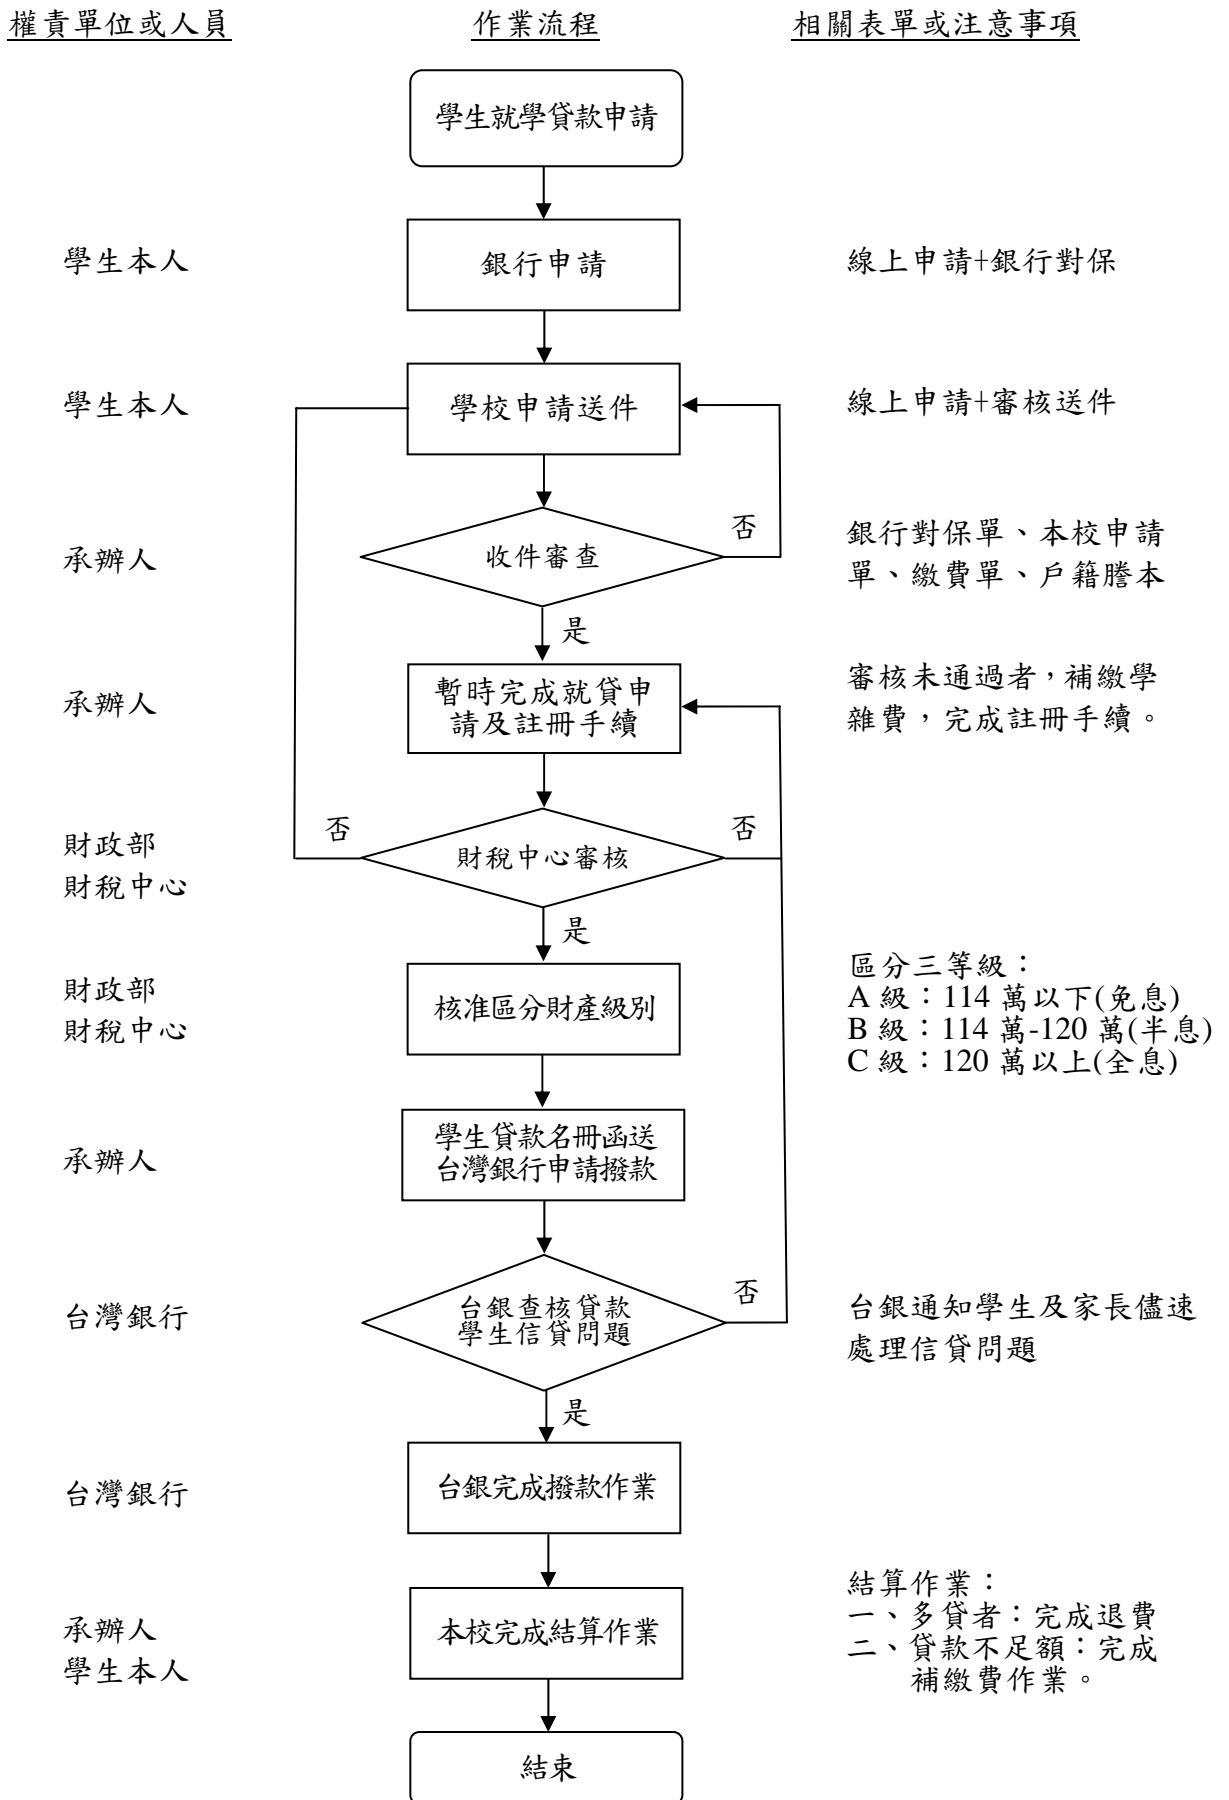 權責單位或人員
作業流程
相關表單或注意事項
學生就學貸款申請
學生本人
銀行申請
線上申請+銀行對保
學生本人
學校申請送件
線上申請+審核送件
承辦人
收件審查
否
銀行對保單、本校申請
單、繳費單、戶籍謄本
是
承辦人
暫時完成就貸申
請及註冊手續
審核未通過者，補繳學
雜費，完成註冊手續。
財政部
財稅中心
否
財稅中心審核
否
是
財政部
財稅中心
核准區分財產級別
區分三等級：
A 級：114 萬以下(免息)
B 級：114 萬-120 萬(半息)
C 級：120 萬以上(全息)
承辦人
學生貸款名冊函送
台灣銀行申請撥款
台灣銀行
台銀查核貸款
學生信貸問題
否
台銀通知學生及家長儘速
處理信貸問題
是
台灣銀行
台銀完成撥款作業
承辦人
學生本人
本校完成結算作業
結算作業：
一、多貸者：完成退費
二、貸款不足額：完成
補繳費作業。
結束